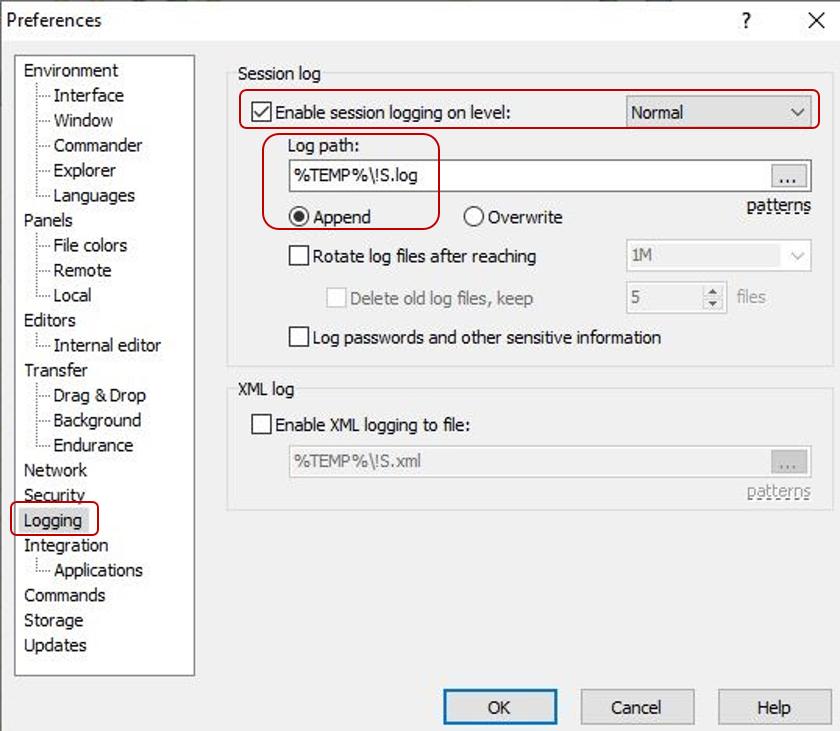 Preferences
?
Environment
Interface
Window
Commander
Explorer
Languages
Panels
File colors
Remote
Local
Editors
Internal editor
Transfer
Drag & Drop
Background
Endurance
Network
Security
Logging
Integration
Applications
Commands
Storage
Updates
Session log
Enable session logging on level: Normal
Log path:
%TEMP%\!S.log ...
patterns
Append Overwrite
Rotate log files after reaching 1M
Delete old log files, keep 5 files
Log passwords and other sensitive information
XML log
Enable XML logging to file:
%TEMP%\!S.xml ...
patterns
OK Cancel Help